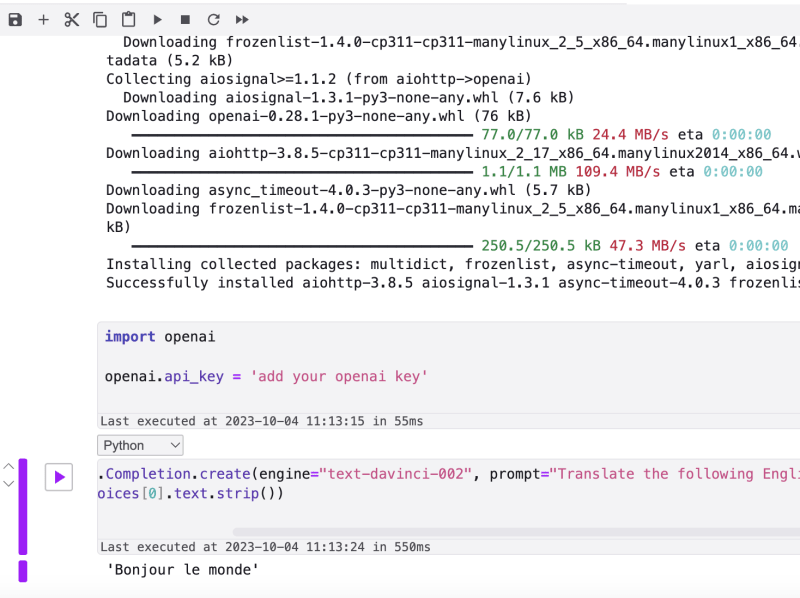 Downloading frozenlist-1.4.0-cp311-cp311-manylinux_2_5_x86_64.manylinux1_x86_64.
tadata (5.2 kB)
Collecting aiosignal>=1.1.2 (from aiohttp->openai)
Downloading aiosignal-1.3.1-py3-none-any.whl (7.6 kB)
Downloading openai-0.28.1-py3-none-any.whl (76 kB)
77.0/77.0 kB 24.4 MB/s eta 0:00:00
Downloading aiohttp-3.8.5-cp311-cp311-manylinux_2_17_x86_64.manylinux2014_x86_64.w
1.1/1.1 MB 109.4 MB/s eta 0:00:00
Downloading async_timeout-4.0.3-py3-none-any.whl (5.7 kB)
Downloading frozenlist-1.4.0-cp311-cp311-manylinux_2_5_x86_64.manylinux1_x86_64.ma
kB)
250.5/250.5 kB 47.3 MB/s eta 0:00:00
Installing collected packages: multidict, frozenlist, async-timeout, yarl, aiosign
Successfully installed aiohttp-3.8.5 aiosignal-1.3.1 async-timeout-4.0.3 frozenlis
import openai
openai.api_key = 'add your openai key'
Last executed at 2023-10-04 11:13:15 in 55ms
Python
.Completion.create(engine="text-davinci-002", prompt="Translate the following Engli
oices[0].text.strip())
Last executed at 2023-10-04 11:13:24 in 550ms
'Bonjour le monde'